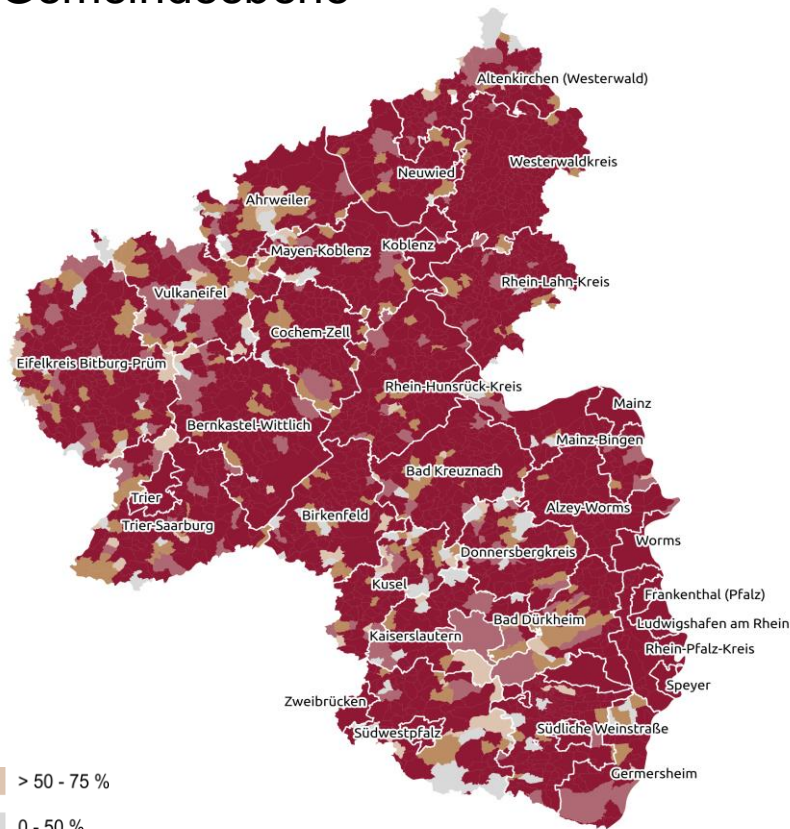 Gemeindeebene
Altenkirchen (Westerwald)
Westerwaldkreis
Neuwied
Ahrweiler
Koblenz
Mayen-Koblenz
Rhein-Lahn-Kreis
Vulkaneifel
Cochem-Zell
Eifelkreis Bitburg-Prüm
Rhein-Hunsrück-Kreis
Mainz
Bernkastel-Wittlich
Mainz-Bingen
Bad Kreuznach
Trier
Alzey-Worms
Birkenfeld
Trier-Saarburg
Worms
Donnersbergkreis
Kusel
Frankenthal (Pfalz)
Bad Dürkheim
Ludwigshafen am Rhein
Kaiserslautern
Rhein-Pfalz-Kreis
Speyer
Zweibrücken
Südliche Weinstraße
Südwestpfalz
Germersheim
> 50 - 75 %
0 - 50 %